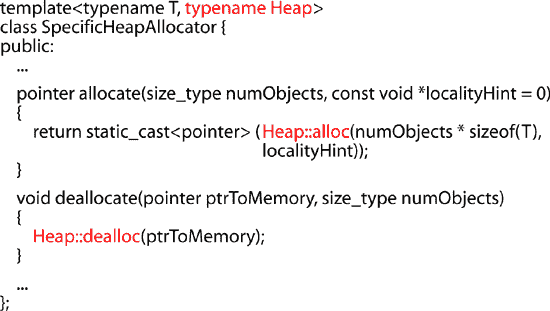 template<typename T, typename Heap>
class SpecificHeapAllocator {
public:
...
pointer allocate(size_type numObjects, const void *localityHint = 0)
{
return static_cast<pointer> (Heap::alloc(numObjects * sizeof(T),
localityHint));
}
void deallocate(pointer ptrToMemory, size_type numObjects)
{
Heap::dealloc(ptrToMemory);
}
...
};